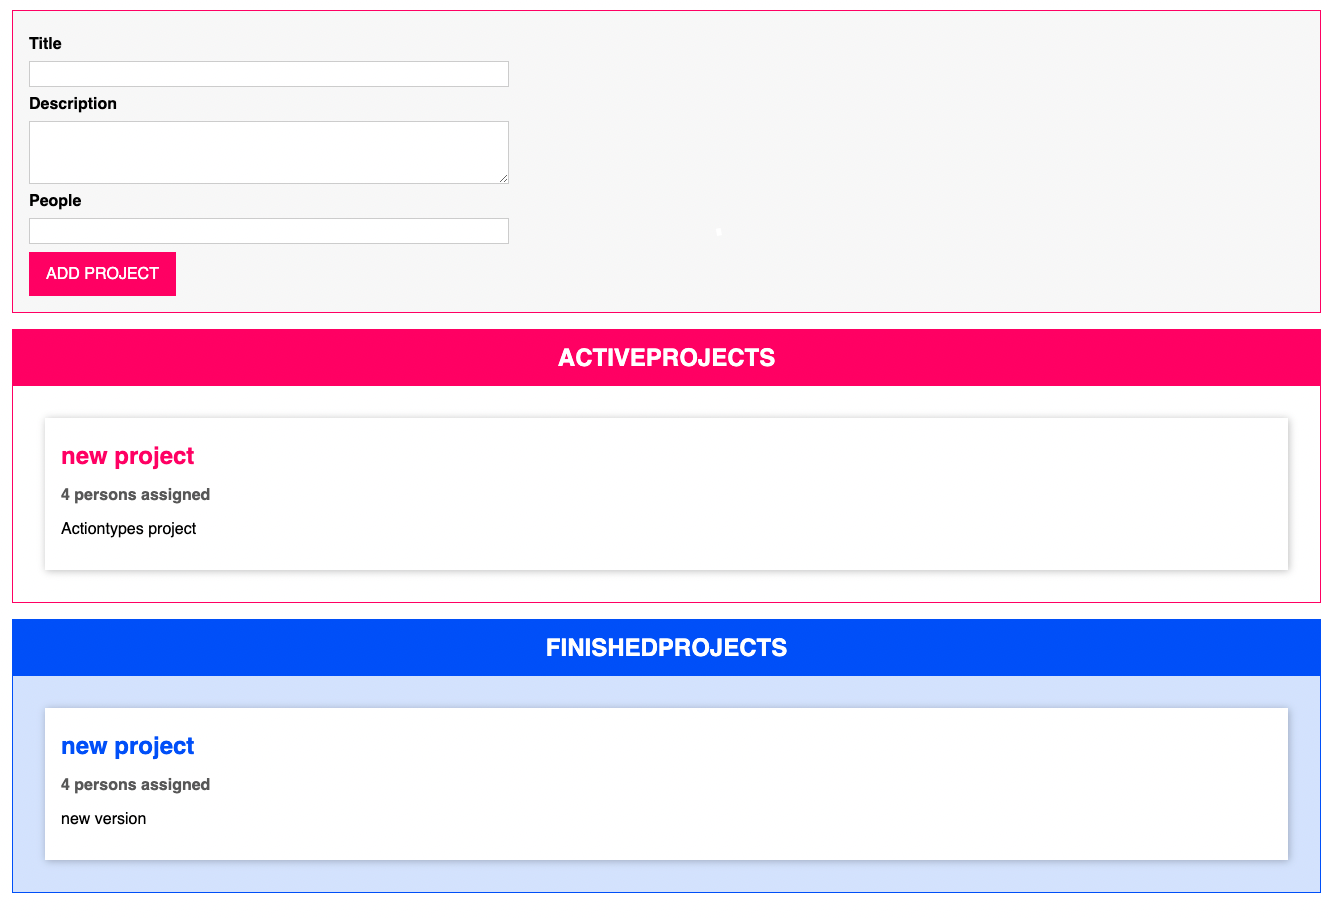 Title
Description
People
ADD PROJECT
ACTIVEPROJECTS
new project
4 persons assigned
Actiontypes project
FINISHEDPROJECTS
new project
4 persons assigned
new version